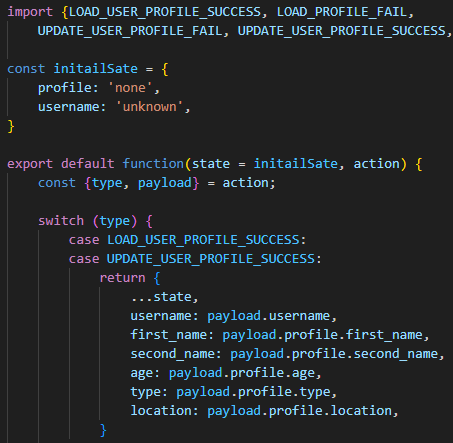 import {LOAD_USER_PROFILE_SUCCESS, LOAD_PROFILE_FAIL,
    UPDATE_USER_PROFILE_FAIL, UPDATE_USER_PROFILE_SUCCESS,
const initailSate = {
    profile: 'none',
    username: 'unknown',
}
export default function(state = initailSate, action) {
    const {type, payload} = action;
    switch (type) {
        case LOAD_USER_PROFILE_SUCCESS:
        case UPDATE_USER_PROFILE_SUCCESS:
            return {
                ...state,
                username: payload.username,
                first_name: payload.profile.first_name,
                second_name: payload.profile.second_name,
                age: payload.profile.age,
                type: payload.profile.type,
                location: payload.profile.location,
            }